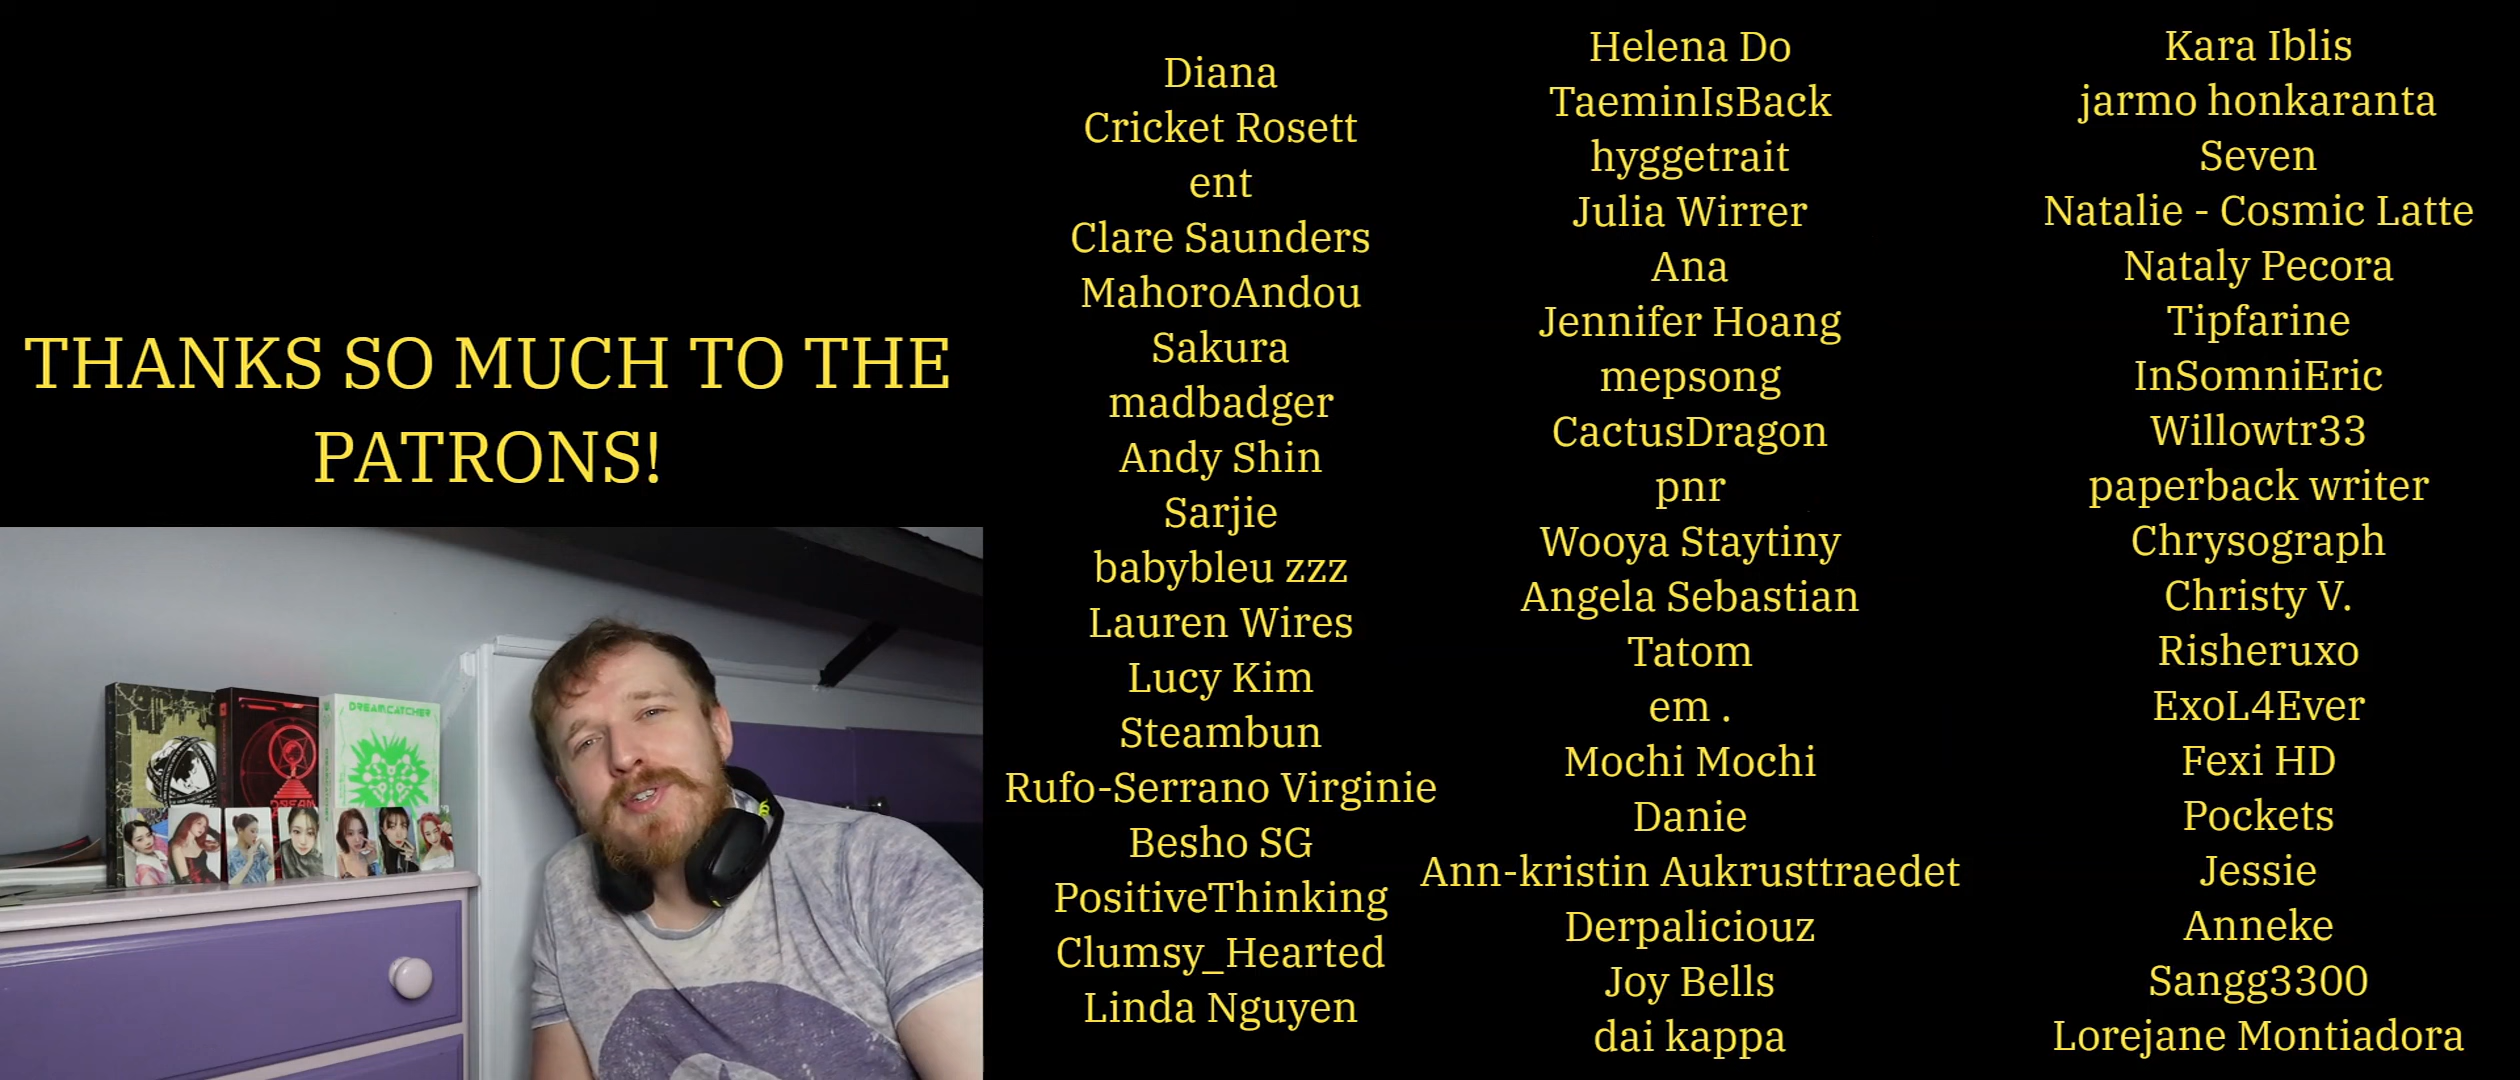 THANKS SO MUCH TO THE
PATRONS!
DREAMCATCHER
DREAM
Diana
Cricket Rosett
ent
Clare Saunders
MahoroAndou
Sakura
madbadger
Andy Shin
Sarjie
babybleu zzz
Lauren Wires
Lucy Kim
Steambun
Rufo-Serrano Virginie
Besho SG
PositiveThinking
Clumsy_Hearted
Linda Nguyen
Helena Do
TaeminIsBack
hyggetrait
Julia Wirrer
Ana
Jennifer Hoang
mepsong
CactusDragon
pnr
Wooya Staytiny
Angela Sebastian
Tatom
em .
Mochi Mochi
Danie
Ann-kristin Aukrusttraedet
Derpaliciouz
Joy Bells
dai kappa
Kara Iblis
jarmo honkaranta
Seven
Natalie - Cosmic Latte
Nataly Pecora
Tipfarine
InSomniEric
Willowtr33
paperback writer
Chrysograph
Christy V.
Risheruxo
ExoL4Ever
Fexi HD
Pockets
Jessie
Anneke
Sangg3300
Lorejane Montiadora